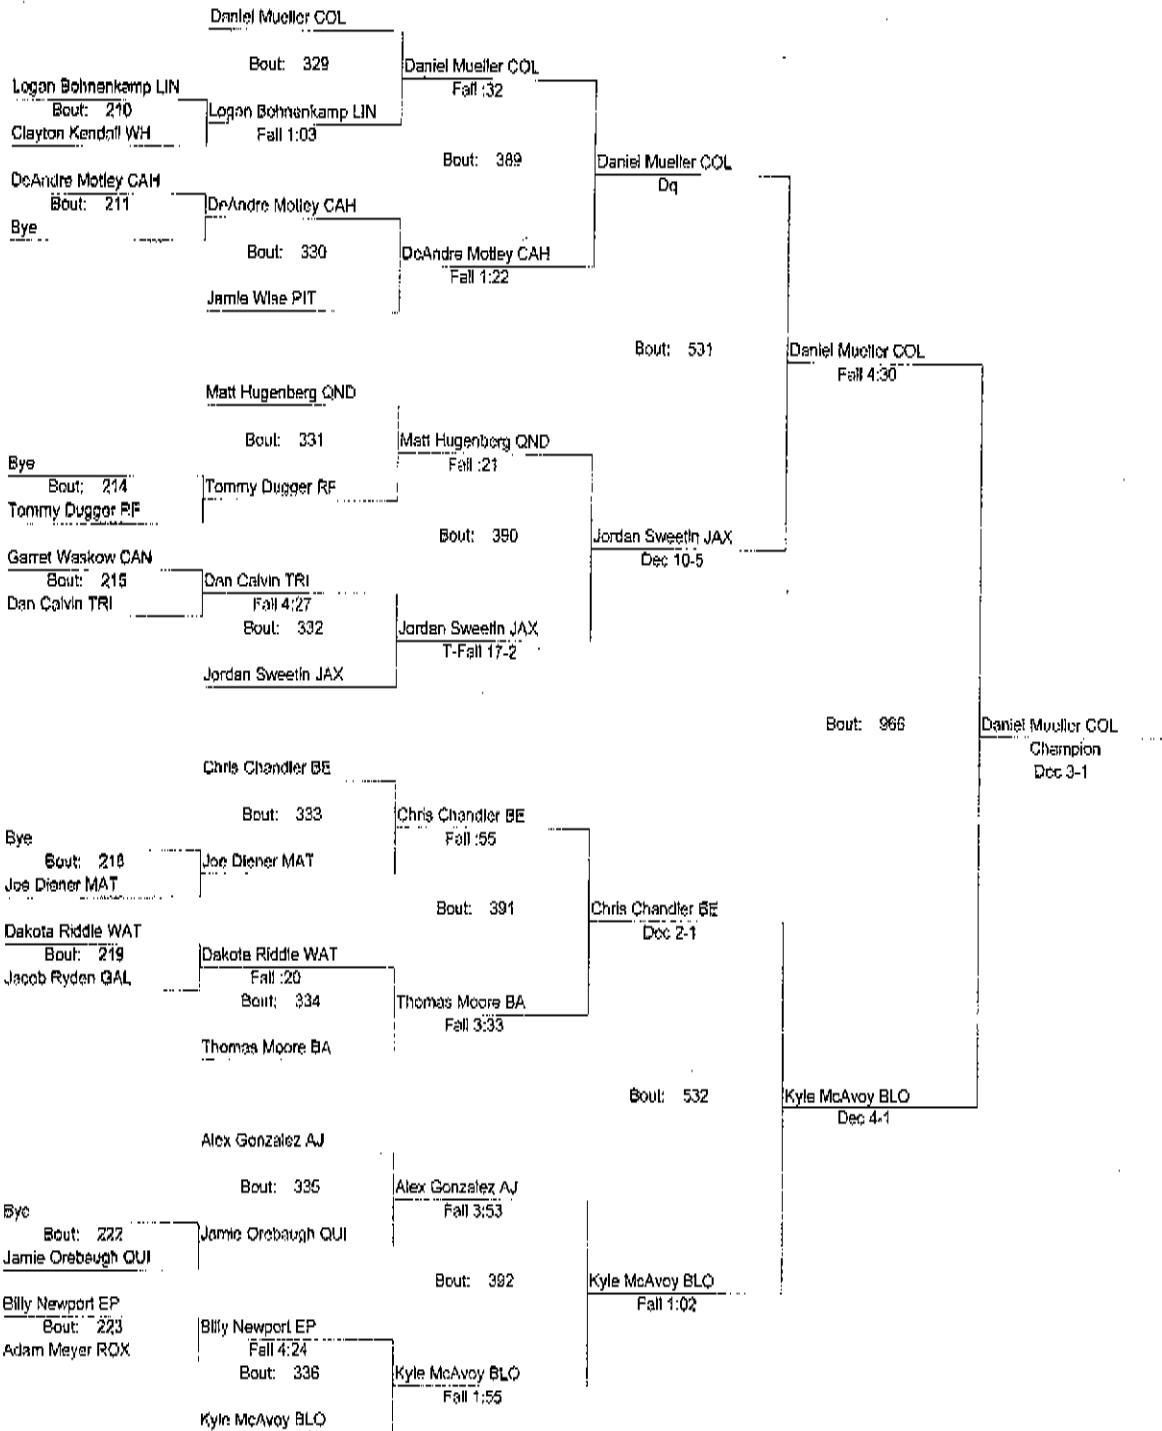 Daniel Mueller COL
Bout: 329
Daniel Mueller COL
Fall :32
Logan Bohnenkamp LIN
Bout: 210
Logan Bohnenkamp LIN
Clayton Kendall WH
Fall 1:03
Bout: 389
Daniel Mueller COL
Dq
DeAndre Motley CAH
Bout: 211
DeAndre Motley CAH
Bye
Bout: 330
DeAndre Motley CAH
Fall 1:22
Jamie Wise PIT
Bout: 531
Daniel Mueller COL
Fall 4:30
Matt Hugenberg QND
Bout: 331
Matt Hugenberg QND
Fall :21
Bye
Bout: 214
Tommy Dugger RF
Tommy Dugger RF
Bout: 390
Jordan Sweetin JAX
Dec 10-5
Garret Waskow CAN
Bout: 215
Dan Calvin TRI
Dan Calvin TRI
Fall 4:27
Bout: 332
Jordan Sweetin JAX
T-Fall 17-2
Jordan Sweetin JAX
Bout: 966
Daniel Mueller COL
Champion
Dec 3-1
Chris Chandler BE
Bout: 333
Chris Chandler BE
Fall :55
Bye
Bout: 218
Joe Diener MAT
Joe Diener MAT
Bout: 391
Chris Chandler BE
Dec 2-1
Dakota Riddle WAT
Bout: 219
Dakota Riddle WAT
Jacob Ryden GAL
Fall :20
Bout: 334
Thomas Moore BA
Fall 3:33
Thomas Moore BA
Bout: 532
Kyle McAvoy BLO
Dec 4-1
Alex Gonzalez AJ
Bout: 335
Alex Gonzalez AJ
Fall 3:53
Bye
Bout: 222
Jamie Orebaugh QUI
Jamie Orebaugh QUI
Bout: 392
Kyle McAvoy BLO
Fall 1:02
Billy Newport EP
Bout: 223
Billy Newport EP
Adam Meyer ROX
Fall 4:24
Bout: 336
Kyle McAvoy BLO
Fall 1:55
Kyle McAvoy BLO